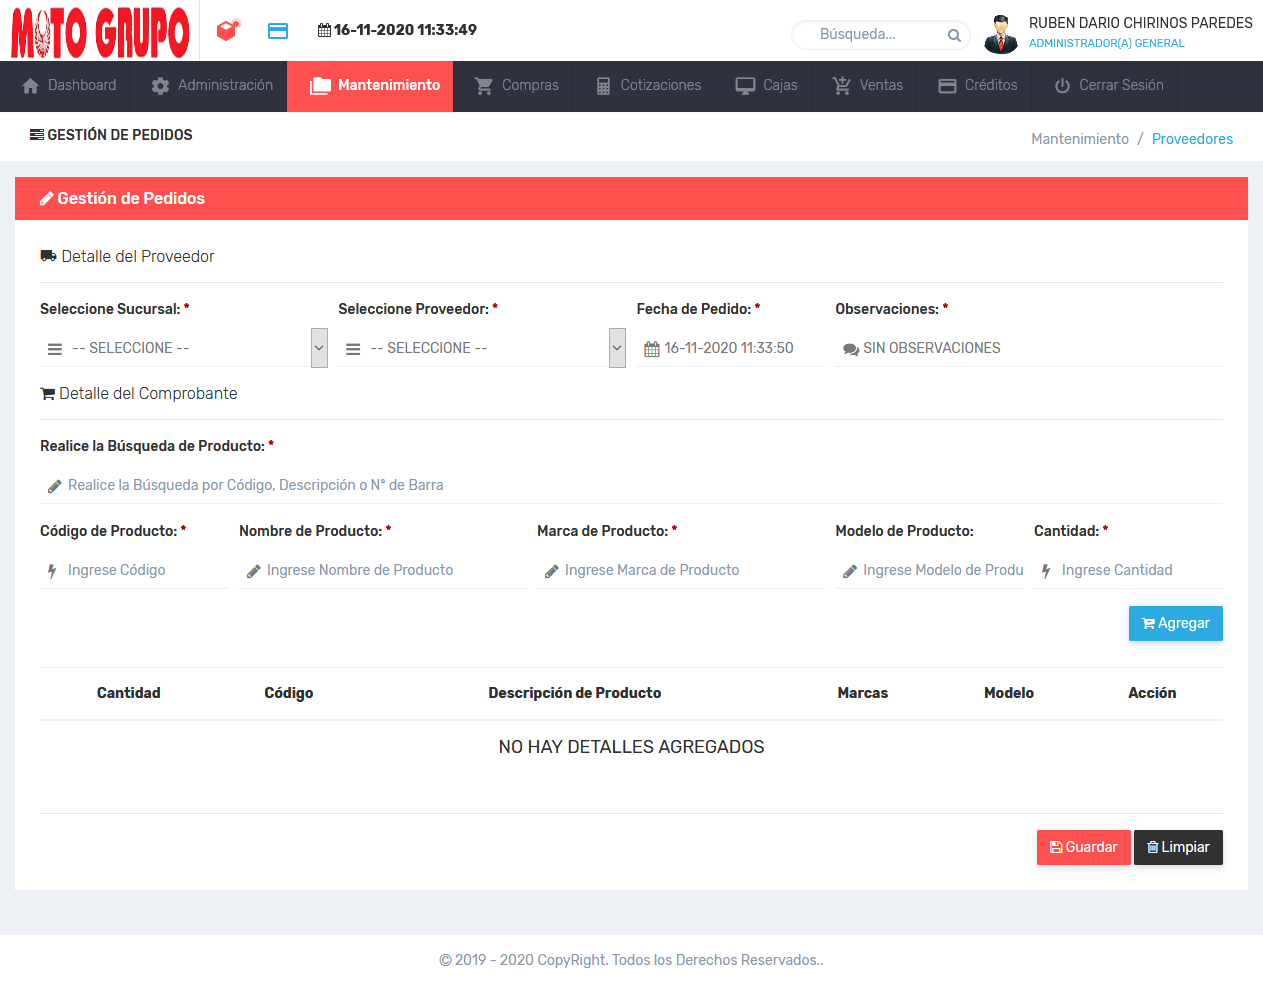 MOTO GRUPO
16-11-2020 11:33:49
Búsqueda...
RUBEN DARIO CHIRINOS PAREDES
ADMINISTRADOR(A) GENERAL
Dashboard Administración Mantenimiento Compras Cotizaciones Cajas Ventas Créditos Cerrar Sesión
GESTIÓN DE PEDIDOS
Mantenimiento / Proveedores
Gestión de Pedidos
Detalle del Proveedor
Seleccione Sucursal: * Seleccione Proveedor: * Fecha de Pedido: * Observaciones: *
-- SELECCIONE -- -- SELECCIONE -- 16-11-2020 11:33:50 SIN OBSERVACIONES
Detalle del Comprobante
Realice la Búsqueda de Producto: *
Realice la Búsqueda por Código, Descripción o Nº de Barra
Código de Producto: * Nombre de Producto: * Marca de Producto: * Modelo de Producto: Cantidad: *
Ingrese Código Ingrese Nombre de Producto Ingrese Marca de Producto Ingrese Modelo de Produ Ingrese Cantidad
Agregar
Cantidad Código Descripción de Producto Marcas Modelo Acción
NO HAY DETALLES AGREGADOS
Guardar Limpiar
© 2019 - 2020 CopyRight. Todos los Derechos Reservados..